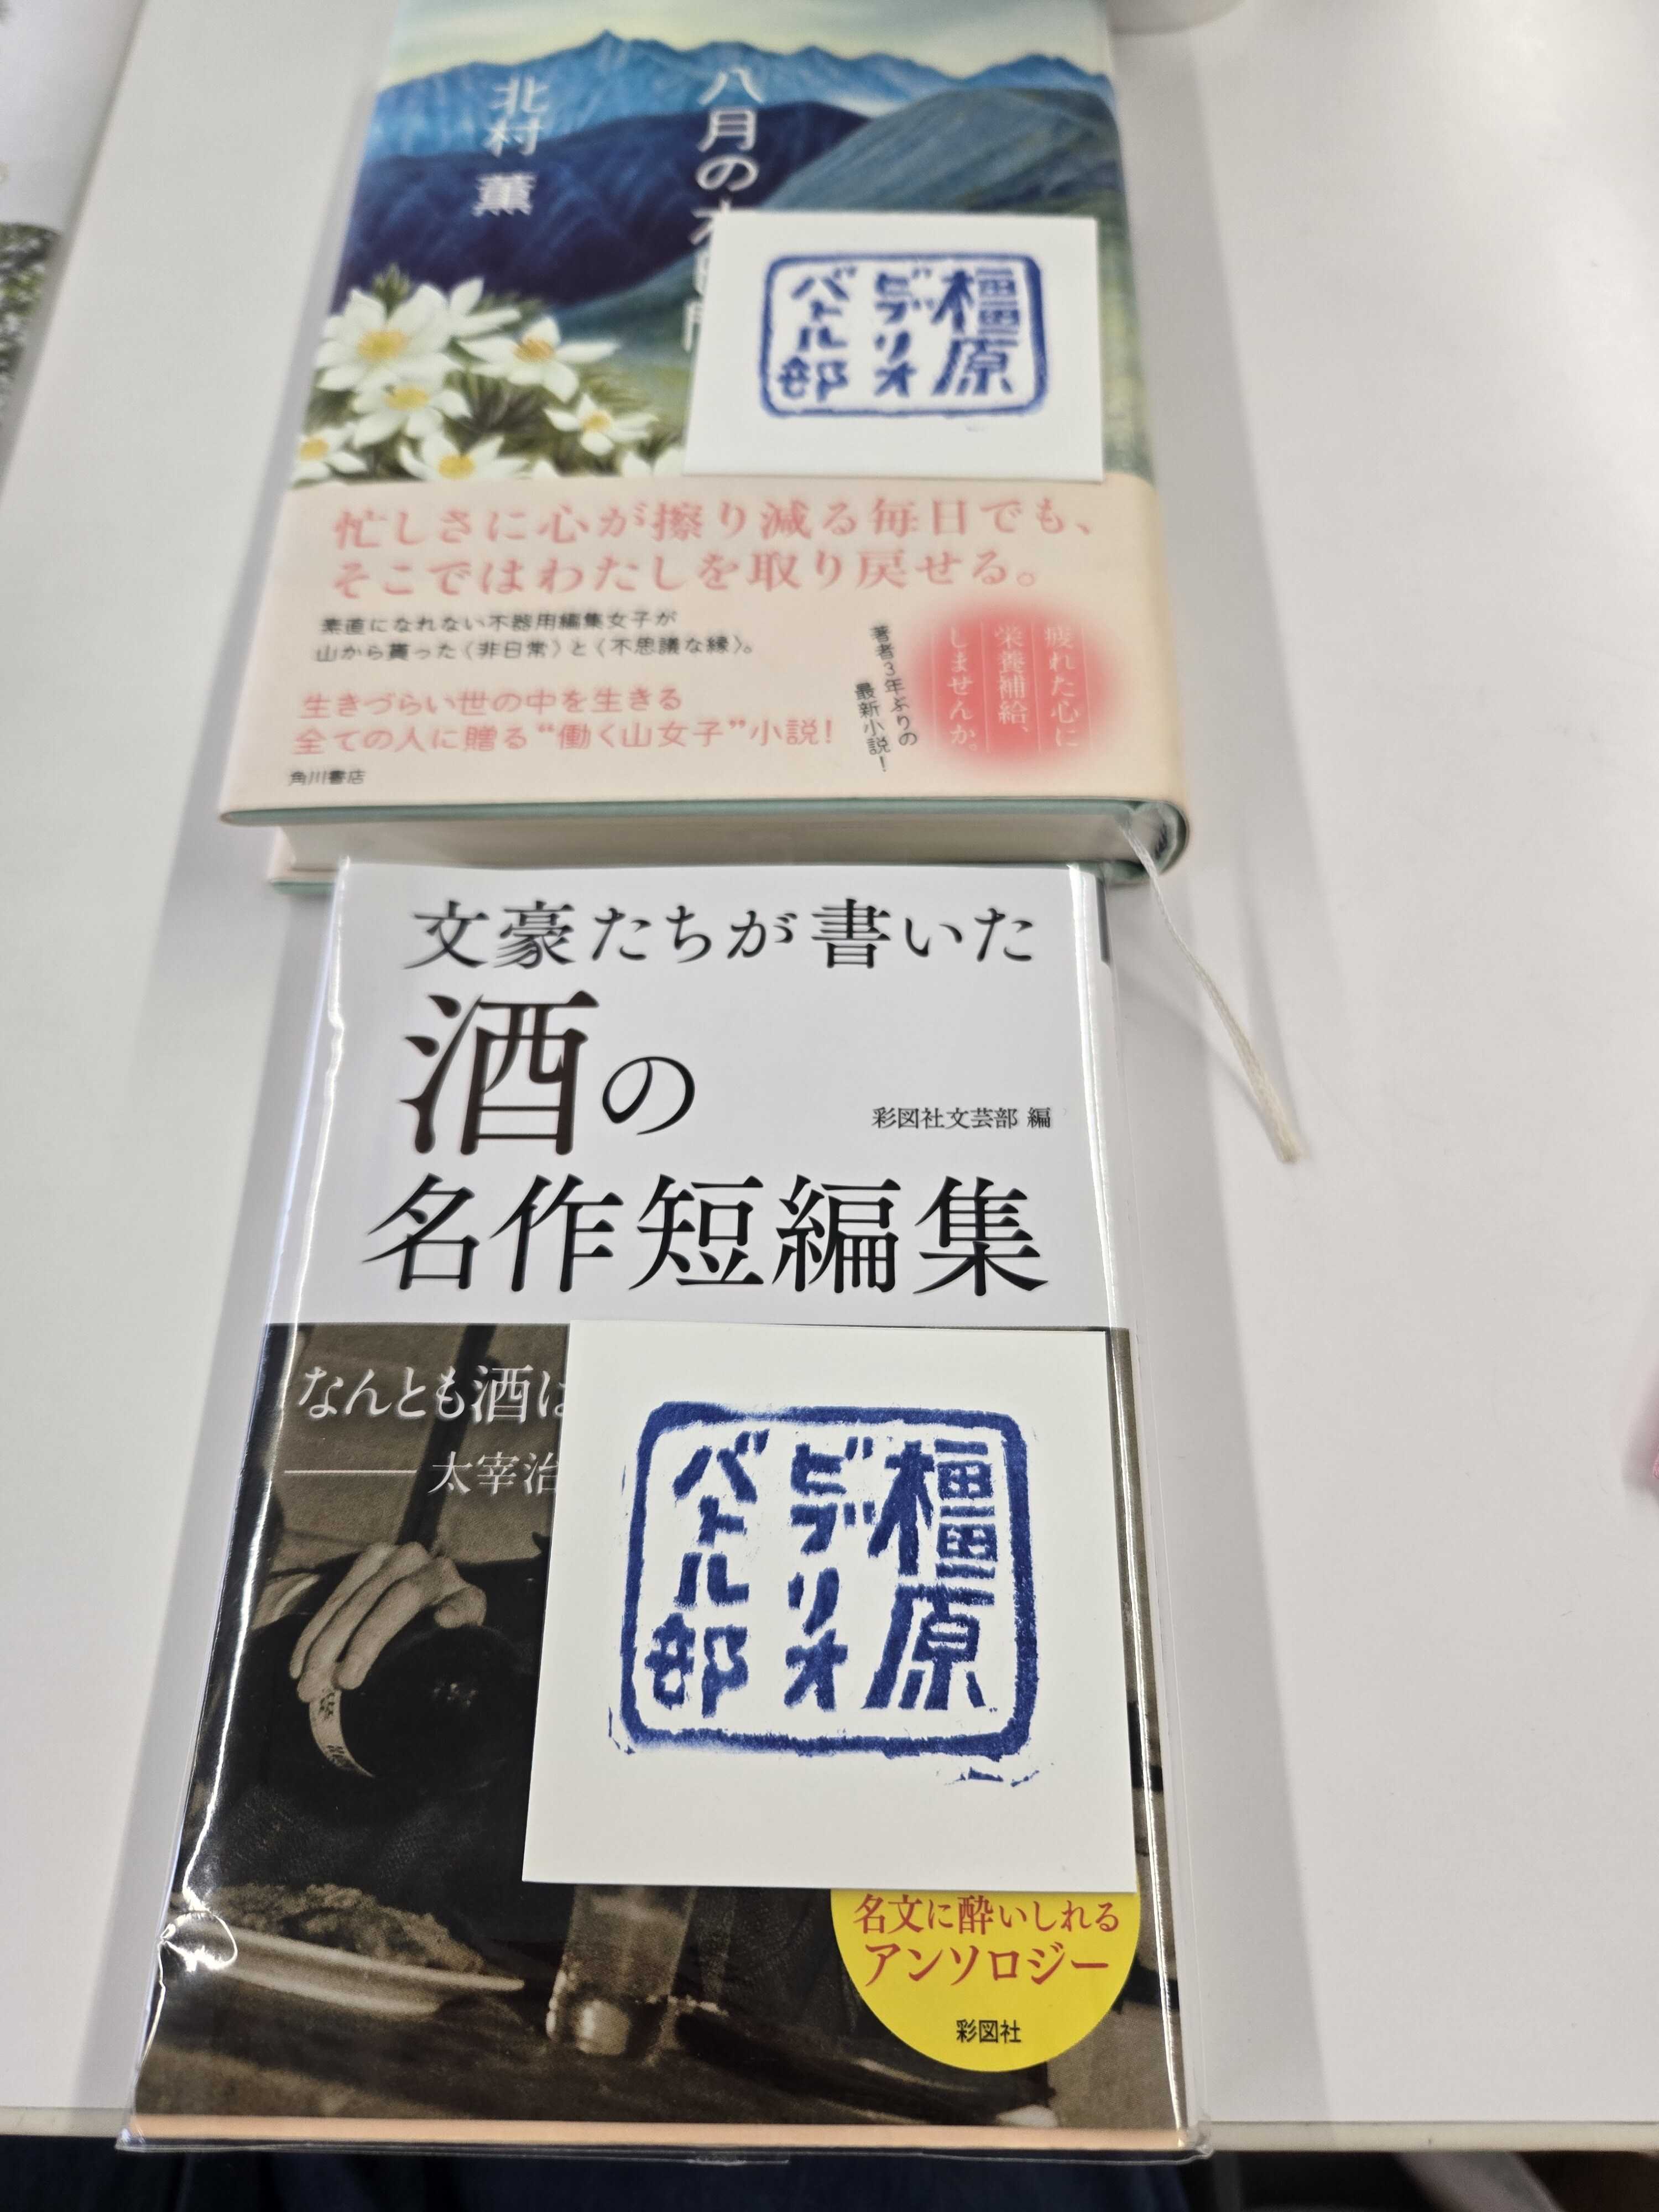 八月の
北村 薫
橿原
ビブリオ
バトル部
忙しさに心が擦り減る毎日でも、
そこではわたしを取り戻せる。
素直になれない不器用編集女子が
山から貰った〈非日常〉と〈不思議な縁〉。
生きづらい世の中を生きる
全ての人に贈る“働く山女子”小説!
著者3年ぶりの
最新小説!
疲れた心に
栄養補給、
しませんか。
角川書店
文豪たちが書いた
酒の
彩図社文芸部 編
名作短編集
なんとも酒は
太宰治
橿原
ビブリオ
バトル部
名文に酔いしれる
アンソロジー
彩図社